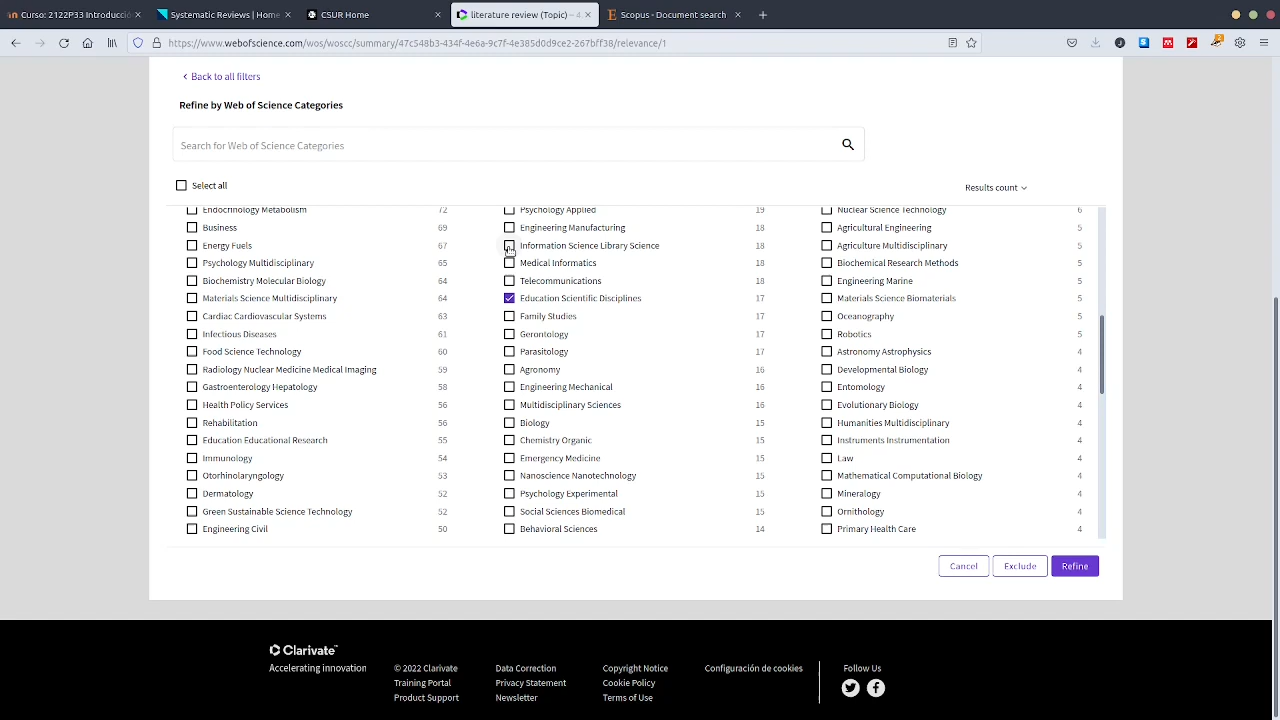 Curso: 2122P33 Introducci
Systematic Reviews | Home
CSUR Home
literature review (Topic) – 4
Scopus - Document search
https://www.webofscience.com/wos/woscc/summary/47c548b3-434f-4e6a-9c7f-4e385d0d9ce2-267bff38/relevance/1
Back to all filters
Refine by Web of Science Categories
Search for Web of Science Categories
Select all
Results count
Endocrinology Metabolism 72
Business 69
Energy Fuels 67
Psychology Multidisciplinary 65
Biochemistry Molecular Biology 64
Materials Science Multidisciplinary 64
Cardiac Cardiovascular Systems 63
Infectious Diseases 61
Food Science Technology 60
Radiology Nuclear Medicine Medical Imaging 59
Gastroenterology Hepatology 58
Health Policy Services 56
Rehabilitation 56
Education Educational Research 55
Immunology 54
Otorhinolaryngology 53
Dermatology 52
Green Sustainable Science Technology 52
Engineering Civil 50
Psychology Applied 19
Engineering Manufacturing 18
Information Science Library Science 18
Medical Informatics 18
Telecommunications 18
Education Scientific Disciplines 17
Family Studies 17
Gerontology 17
Parasitology 17
Agronomy 16
Engineering Mechanical 16
Multidisciplinary Sciences 16
Biology 15
Chemistry Organic 15
Emergency Medicine 15
Nanoscience Nanotechnology 15
Psychology Experimental 15
Social Sciences Biomedical 15
Behavioral Sciences 14
Nuclear Science Technology 6
Agricultural Engineering 5
Agriculture Multidisciplinary 5
Biochemical Research Methods 5
Engineering Marine 5
Materials Science Biomaterials 5
Oceanography 5
Robotics 5
Astronomy Astrophysics 4
Developmental Biology 4
Entomology 4
Evolutionary Biology 4
Humanities Multidisciplinary 4
Instruments Instrumentation 4
Law 4
Mathematical Computational Biology 4
Mineralogy 4
Ornithology 4
Primary Health Care 4
Cancel
Exclude
Refine
Clarivate™
Accelerating innovation
© 2022 Clarivate
Training Portal
Product Support
Data Correction
Privacy Statement
Newsletter
Copyright Notice
Cookie Policy
Terms of Use
Configuración de cookies
Follow Us